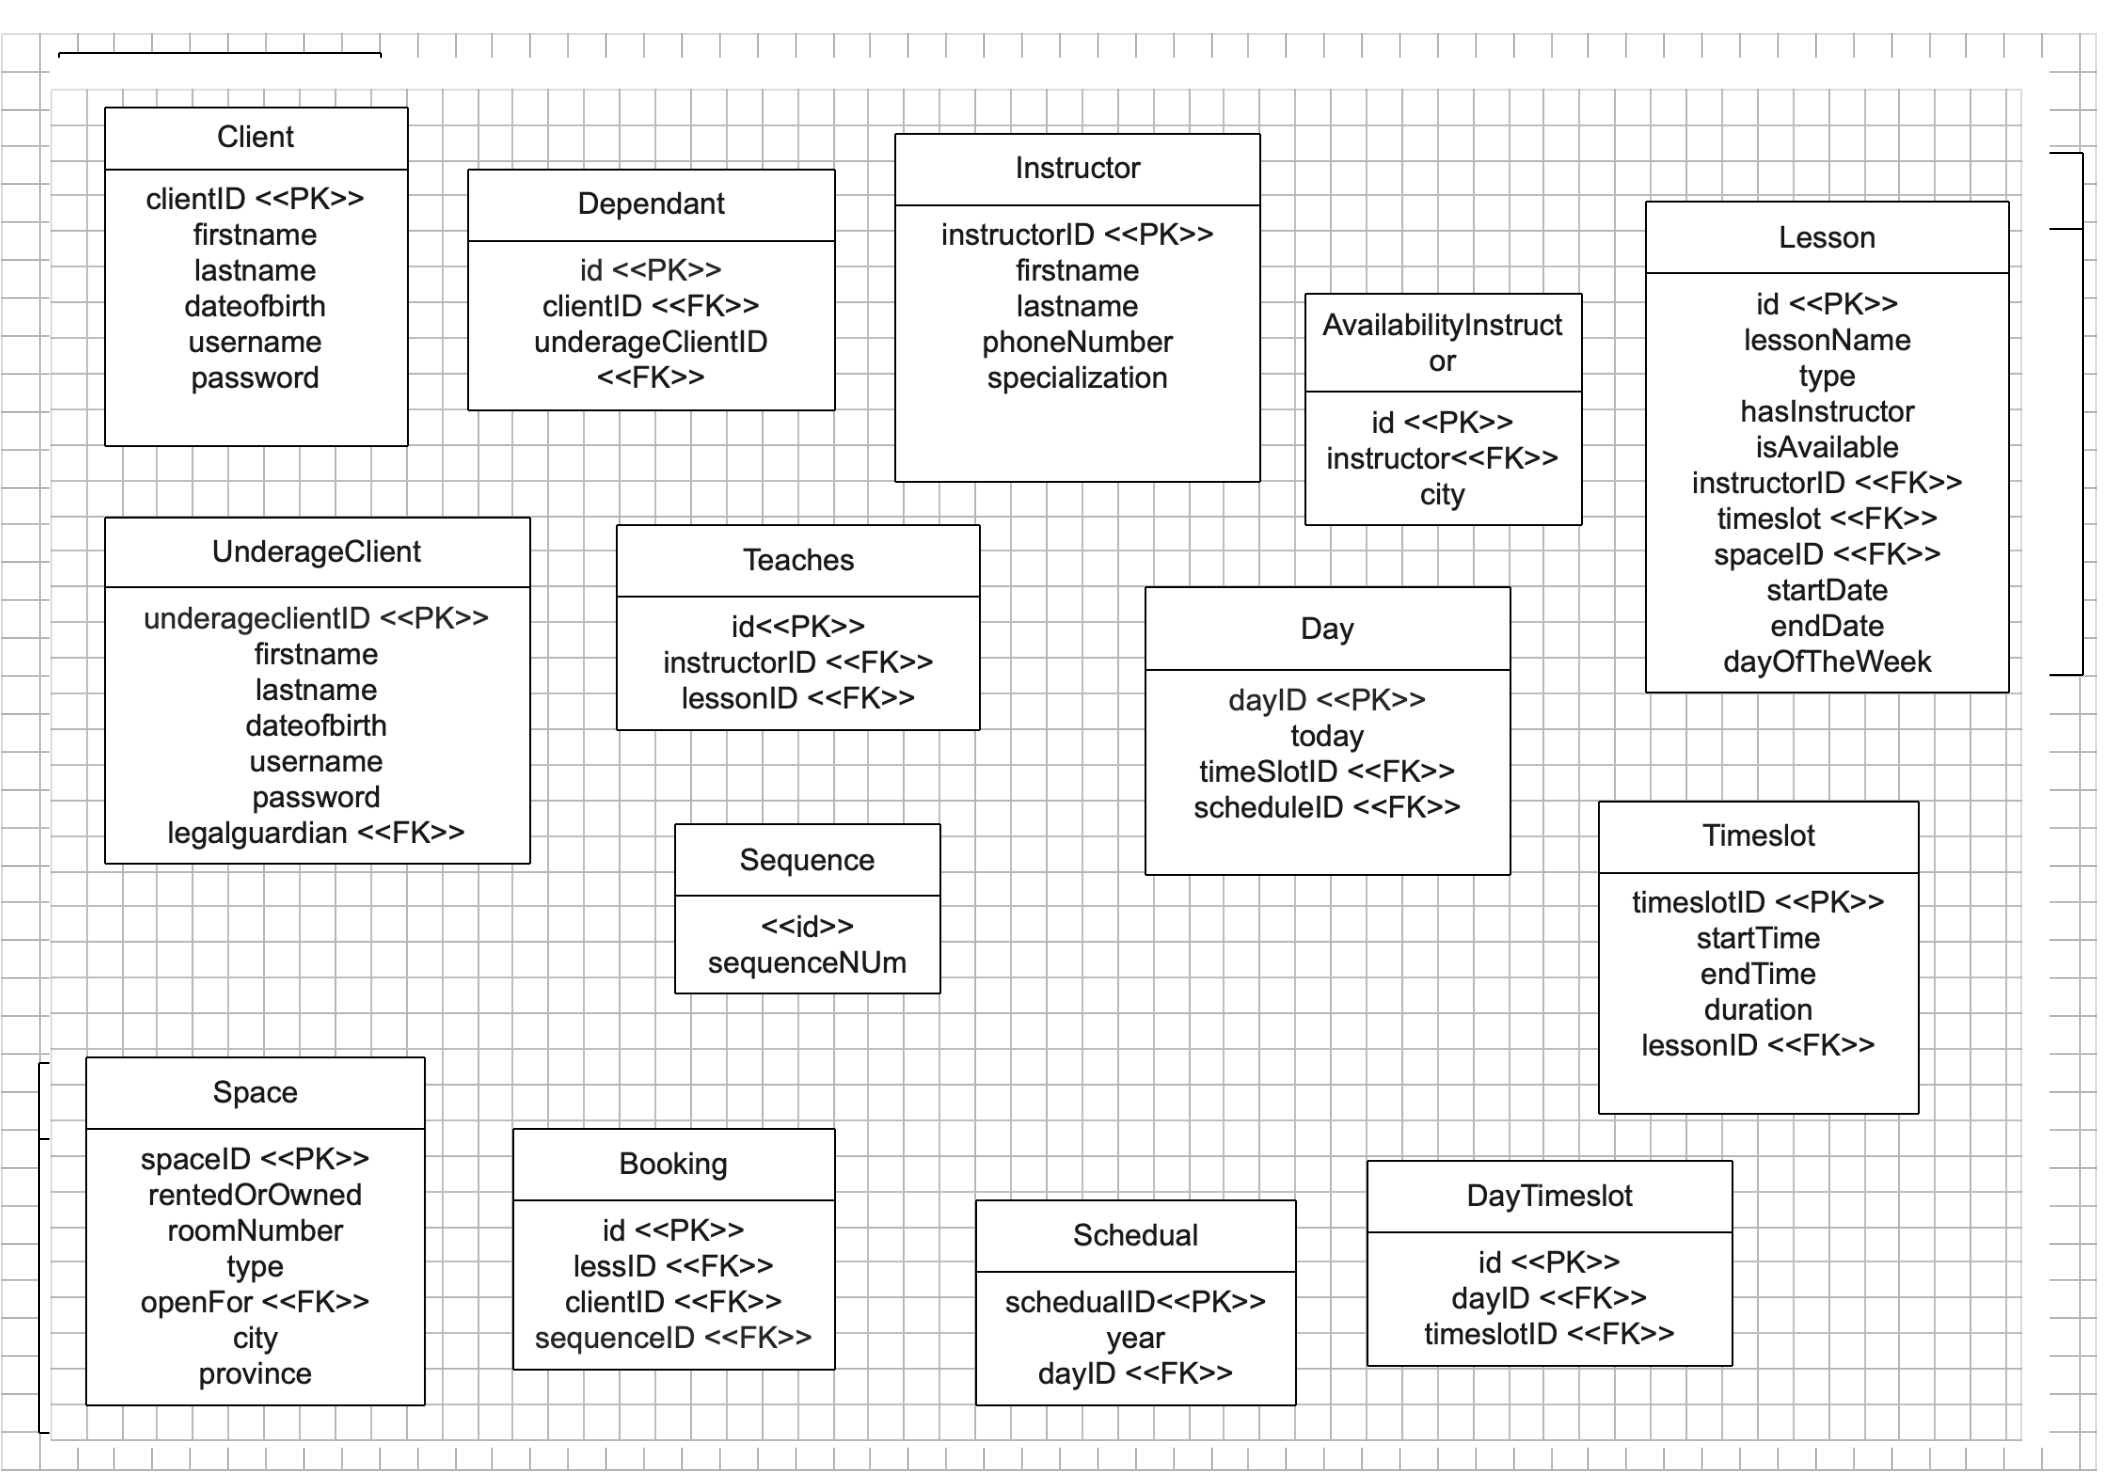 Client
clientID <<PK>>
firstname
lastname
dateofbirth
username
password
Dependant
id <<PK>>
clientID <<FK>>
underageClientID
<<FK>>
Instructor
instructorID <<PK>>
firstname
lastname
phoneNumber
specialization
AvailabilityInstruct
or
id <<PK>>
instructor<<FK>>
city
Lesson
id <<PK>>
lessonName
type
hasInstructor
isAvailable
instructorID <<FK>>
timeslot <<FK>>
spaceID <<FK>>
startDate
endDate
dayOfTheWeek
UnderageClient
underageclientID <<PK>>
firstname
lastname
dateofbirth
username
password
legalguardian <<FK>>
Teaches
id<<PK>>
instructorID <<FK>>
lessonID <<FK>>
Day
dayID <<PK>>
today
timeSlotID <<FK>>
scheduleID <<FK>>
Sequence
<<id>>
sequenceNUm
Timeslot
timeslotID <<PK>>
startTime
endTime
duration
lessonID <<FK>>
Space
spaceID <<PK>>
rentedOrOwned
roomNumber
type
openFor <<FK>>
city
province
Booking
id <<PK>>
lessID <<FK>>
clientID <<FK>>
sequenceID <<FK>>
Schedual
schedualID<<PK>>
year
dayID <<FK>>
DayTimeslot
id <<PK>>
dayID <<FK>>
timeslotID <<FK>>